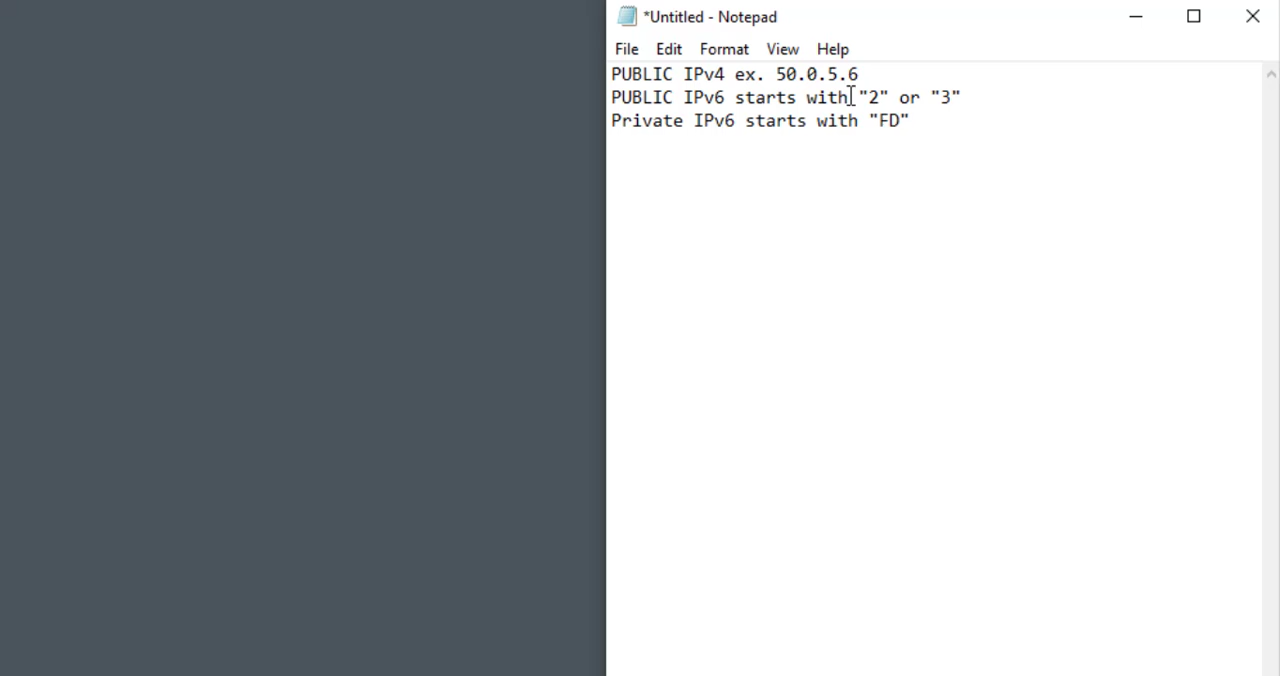 *Untitled - Notepad
File Edit Format View Help
PUBLIC IPv4 ex. 50.0.5.6
PUBLIC IPv6 starts with "2" or "3"
Private IPv6 starts with "FD"